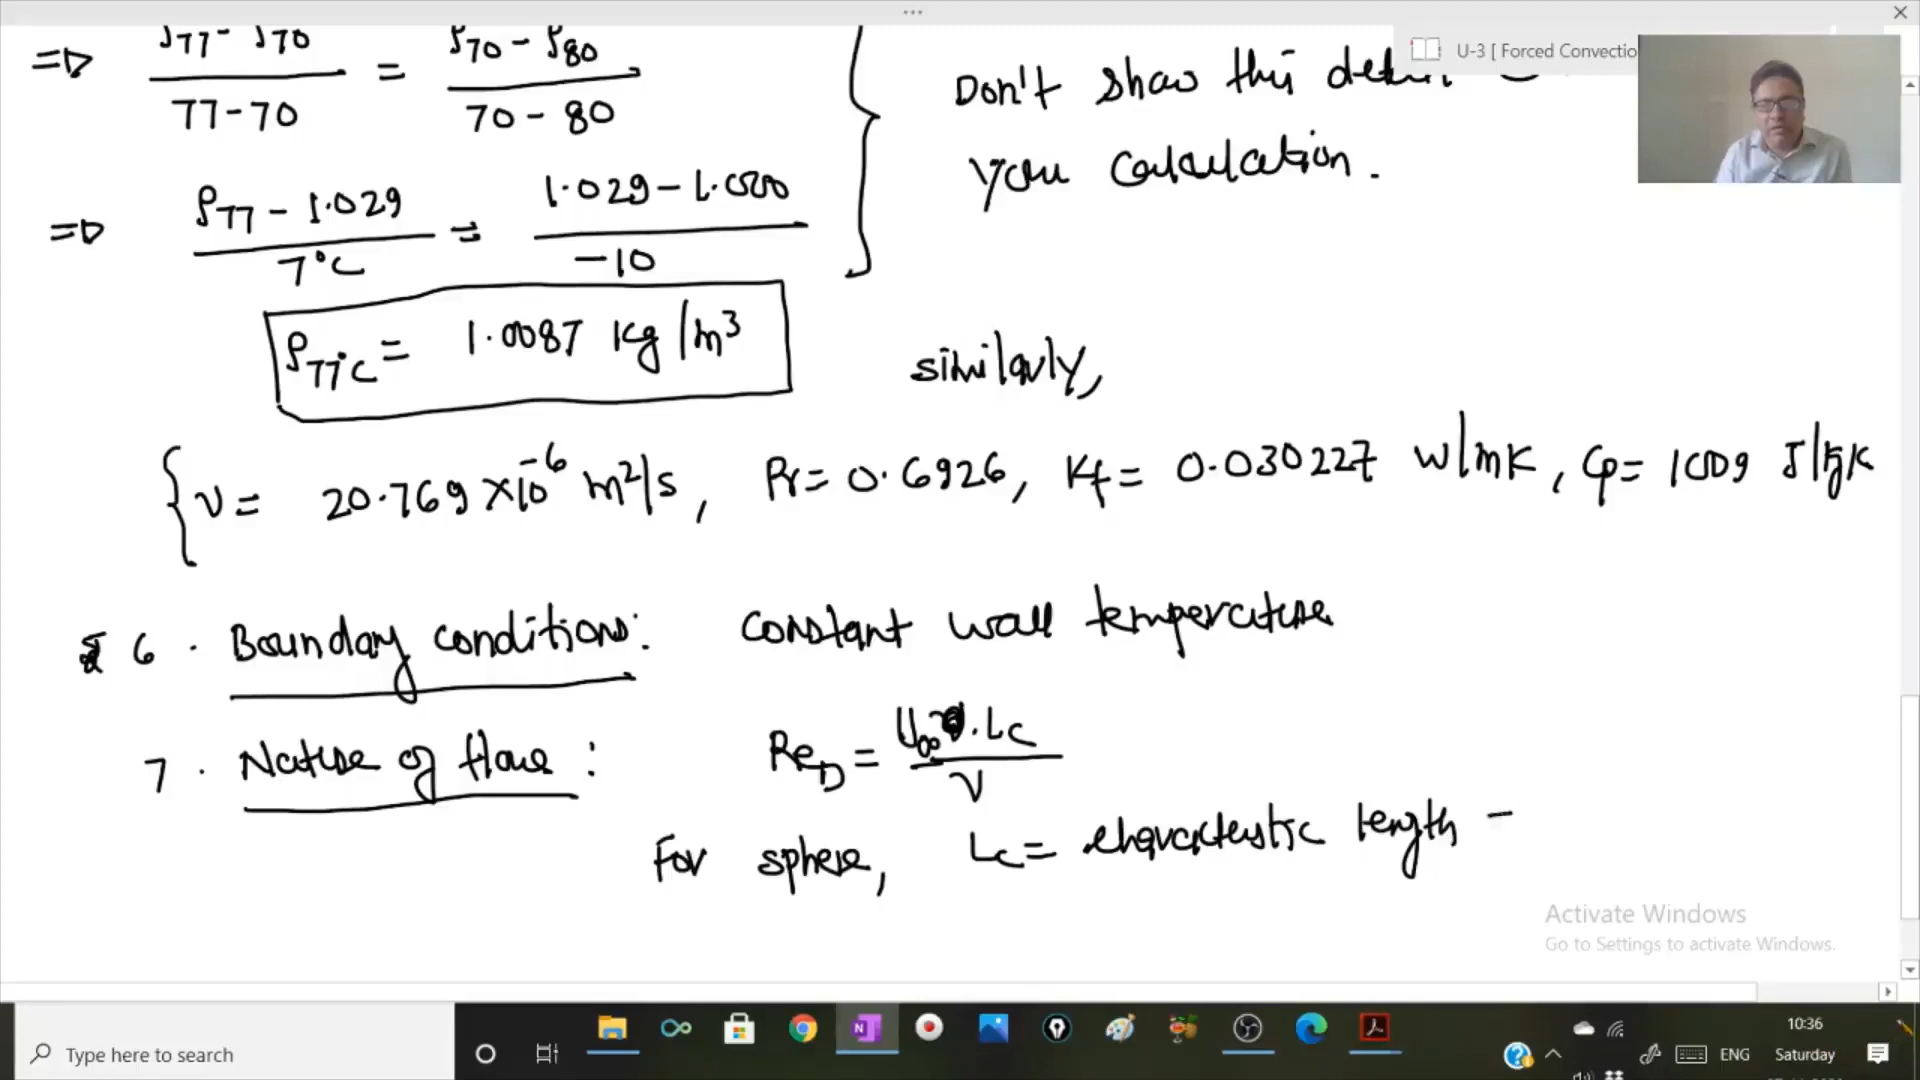 U-3 [ Forced Convectio
=> ρ77 - ρ70 / 77-70 = ρ70 - ρ80 / 70 - 80
Don't show this
you calculation.
=> ρ77 - 1.029 / 7°C = 1.029 - 1.000 / -10
ρ77°C = 1.0087 kg/m³
similarly,
ν = 20.769 ×10⁻⁶ m²/s, Pr = 0.6926, Kf = 0.030227 W/mK, Cp = 1009 J/kgK
6. Boundary conditions: constant wall temperature
7. Nature of flow: ReD = U∞.Lc / ν
For sphere, Lc = characteristic length -
Activate Windows
Go to Settings to activate Windows.
Type here to search
ENG
10:36
Saturday